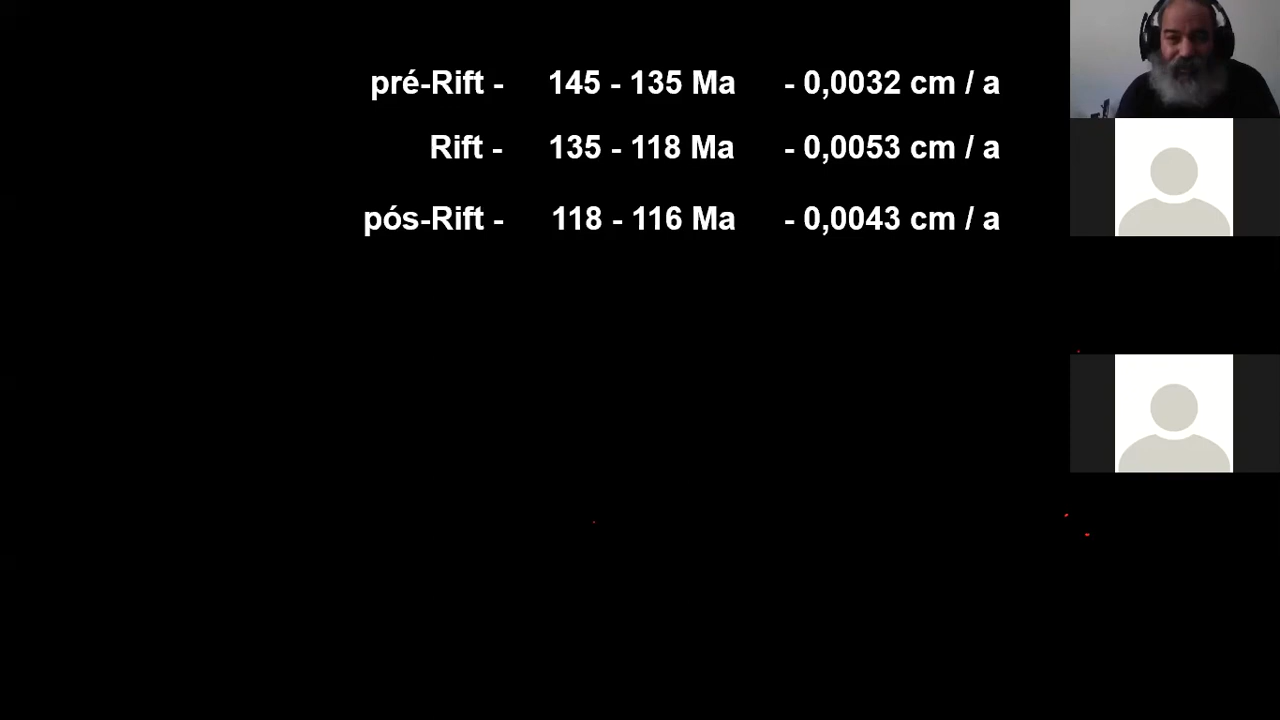 pré-Rift - 145 - 135 Ma - 0,0032 cm / a
Rift - 135 - 118 Ma - 0,0053 cm / a
pós-Rift - 118 - 116 Ma - 0,0043 cm / a